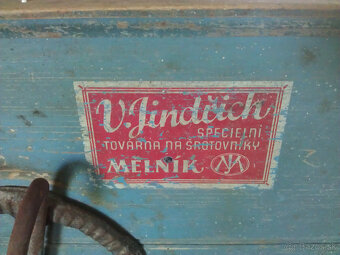 V. Jindřich
SPECIELNÍ
TOVÁRNA NA ŠROTOVNÍKY
MĚLNÍK